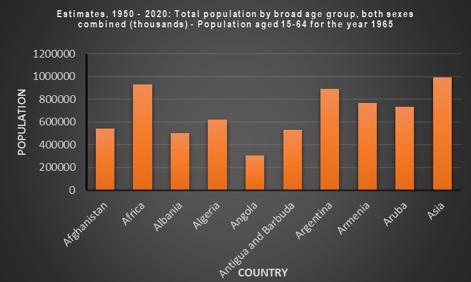 Estimates, 1950 - 2020: Total population by broad age group, both sexes
combined (thousands) - Population aged 15-64 for the year 1965
1200000
1000000
800000
600000
400000
200000
0
POPULATION
Afghanistan
Africa
Albania
Algeria
Angola
Antigua and Barbuda
Argentina
Armenia
Aruba
Asia
COUNTRY